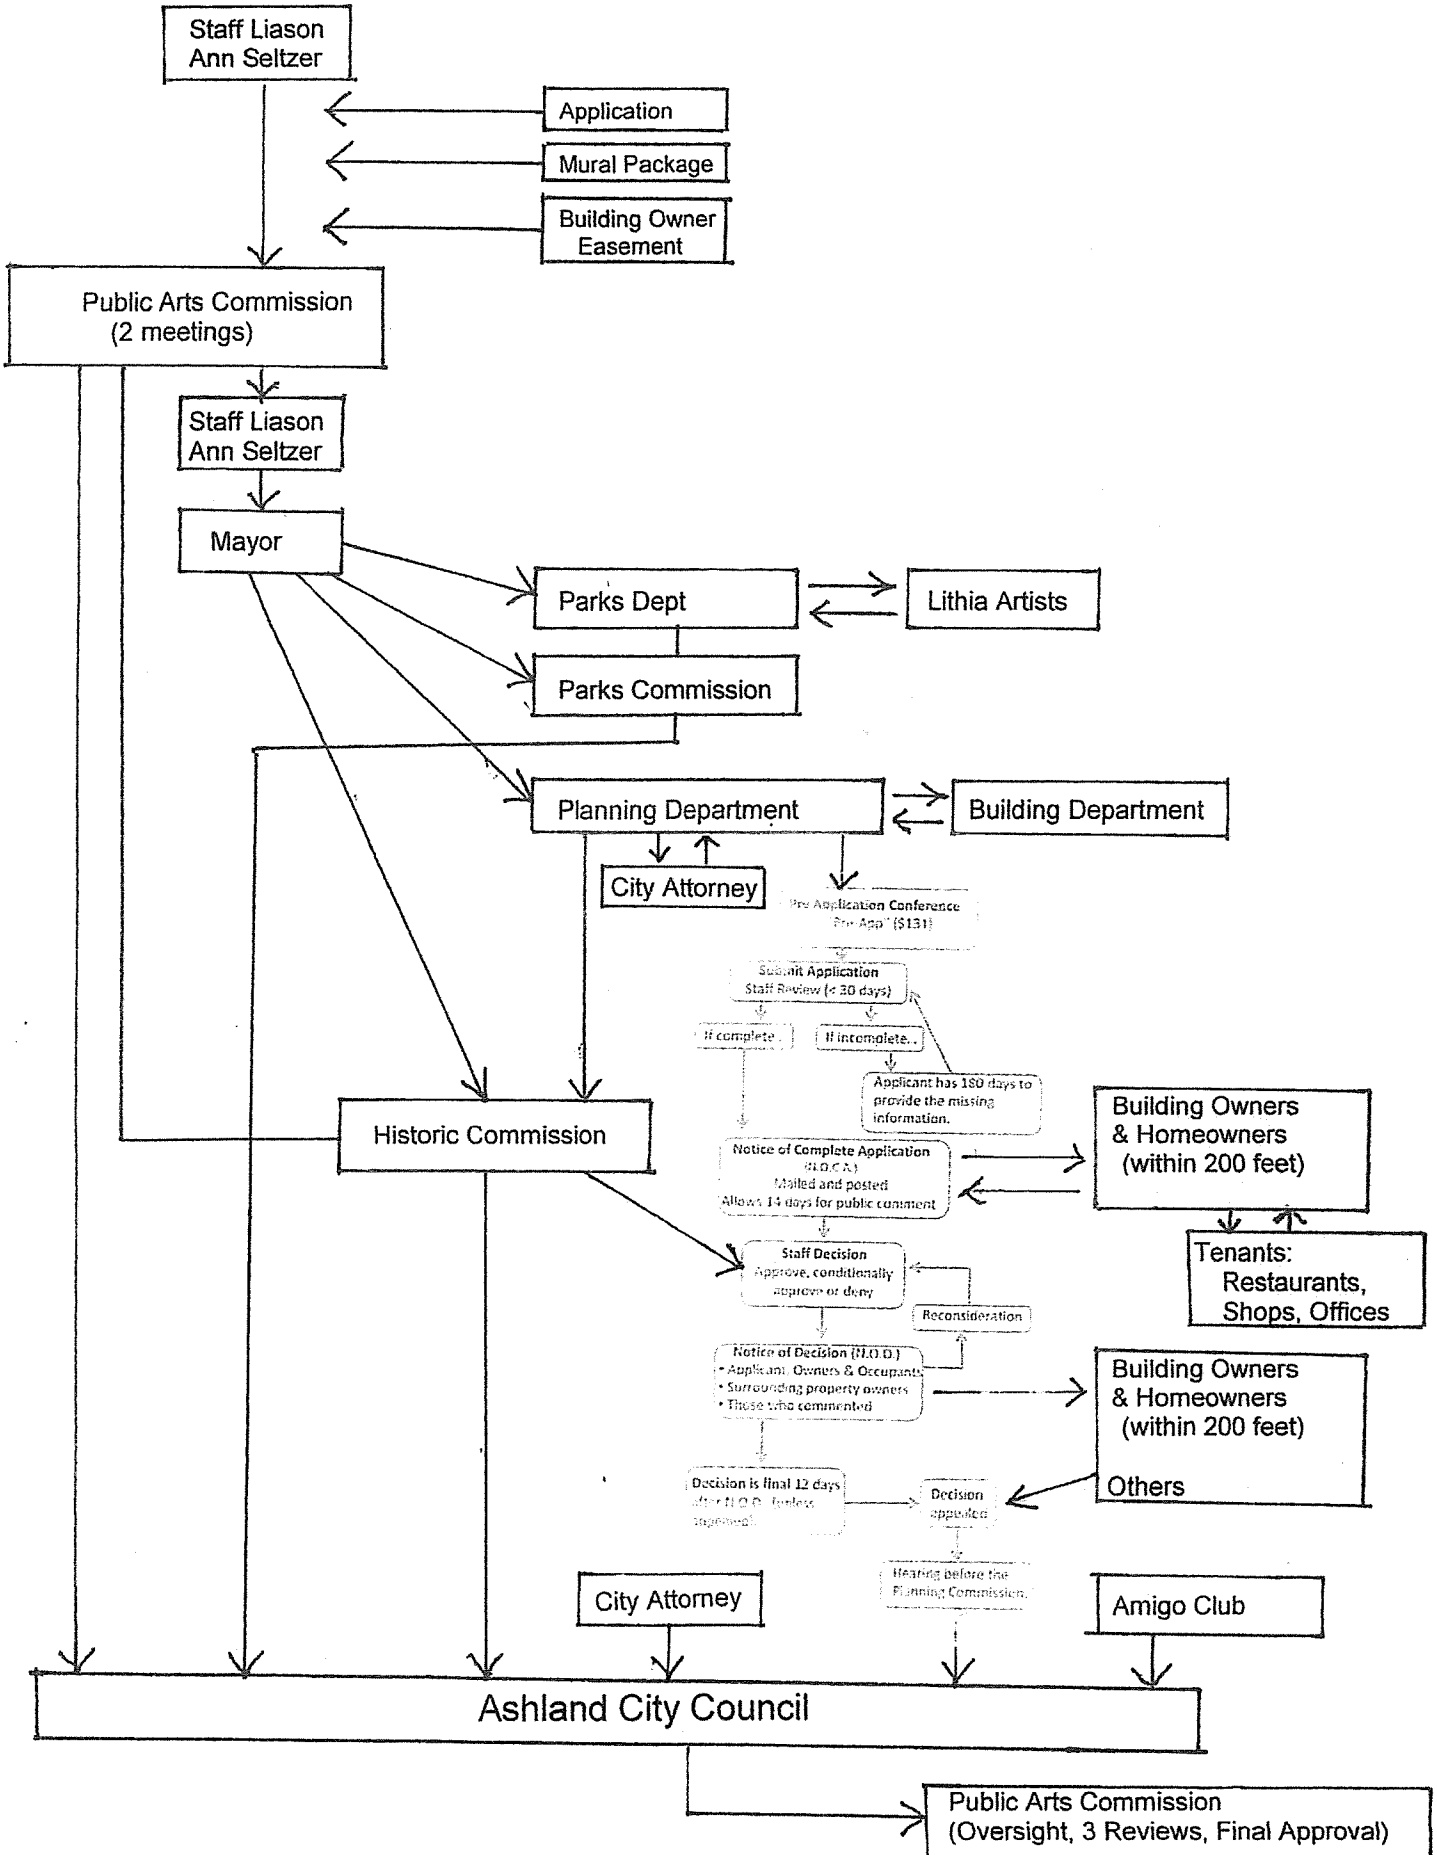 Staff Liason
Ann Seltzer
Application
Mural Package
Building Owner
Easement
Public Arts Commission
(2 meetings)
Staff Liason
Ann Seltzer
Mayor
Parks Dept
Lithia Artists
Parks Commission
Planning Department
Building Department
City Attorney
Pre Application Conference
"Pre-App" ($131)
Submit Application
Staff Review (< 30 days)
If complete..
If incomplete..
Applicant has 180 days to
provide the missing
information.
Historic Commission
Building Owners
& Homeowners
(within 200 feet)
Notice of Complete Application
(N.O.C.A.)
Mailed and posted
Allows 14 days for public comment
Tenants:
Restaurants,
Shops, Offices
Staff Decision
Approve, conditionally
approve or deny
Reconsideration
Notice of Decision (N.O.D.)
• Applicant, Owners & Occupants
• Surrounding property owners
• Those who commented
Building Owners
& Homeowners
(within 200 feet)
Others
Decision is final 12 days
after N.O.D. (unless
Decision
appealed
Hearing before the
Planning Commission.
City Attorney
Amigo Club
Ashland City Council
Public Arts Commission
(Oversight, 3 Reviews, Final Approval)